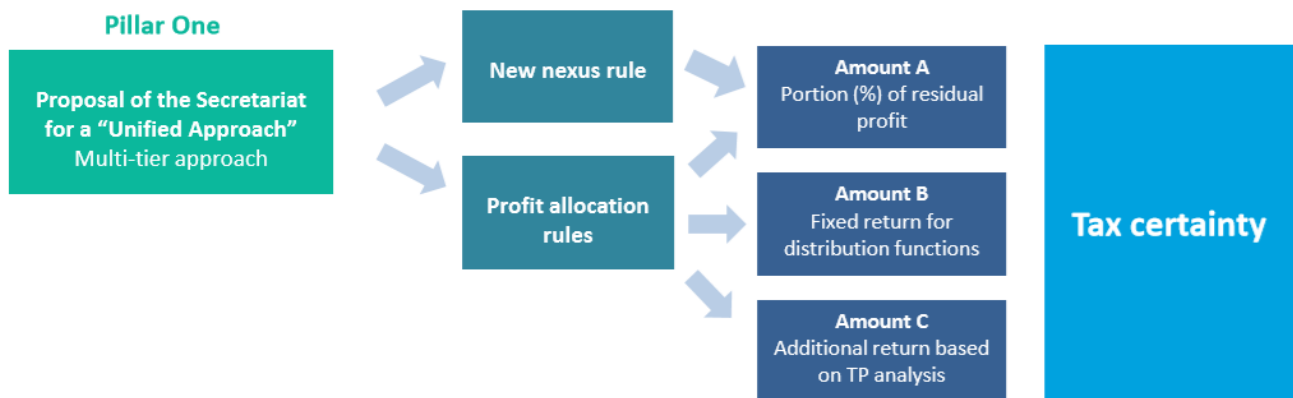 Pillar One
Proposal of the Secretariat
for a “Unified Approach”
Multi-tier approach
New nexus rule
Profit allocation
rules
Amount A
Portion (%) of residual
profit
Amount B
Fixed return for
distribution functions
Amount C
Additional return based
on TP analysis
Tax certainty